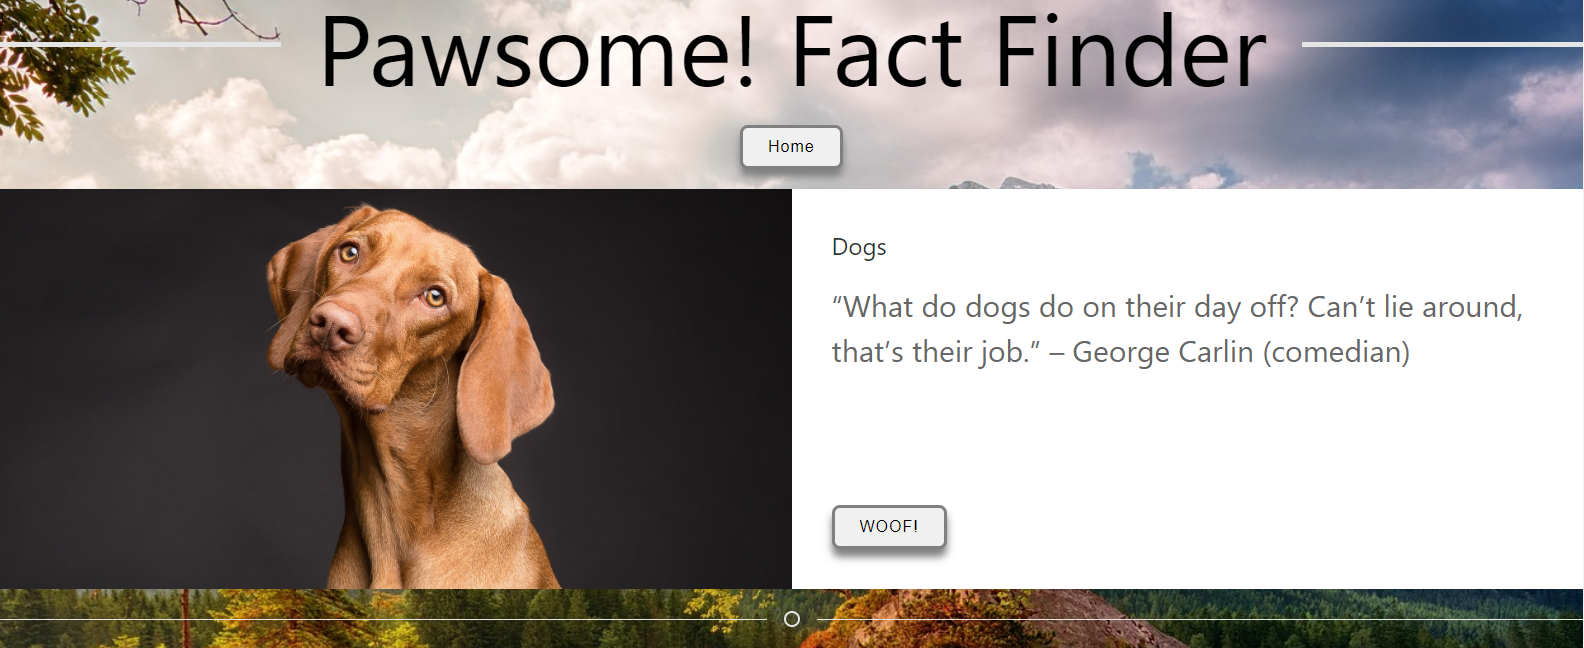 Pawsome! Fact Finder
Home
Dogs
“What do dogs do on their day off? Can’t lie around,
that’s their job.” – George Carlin (comedian)
WOOF!